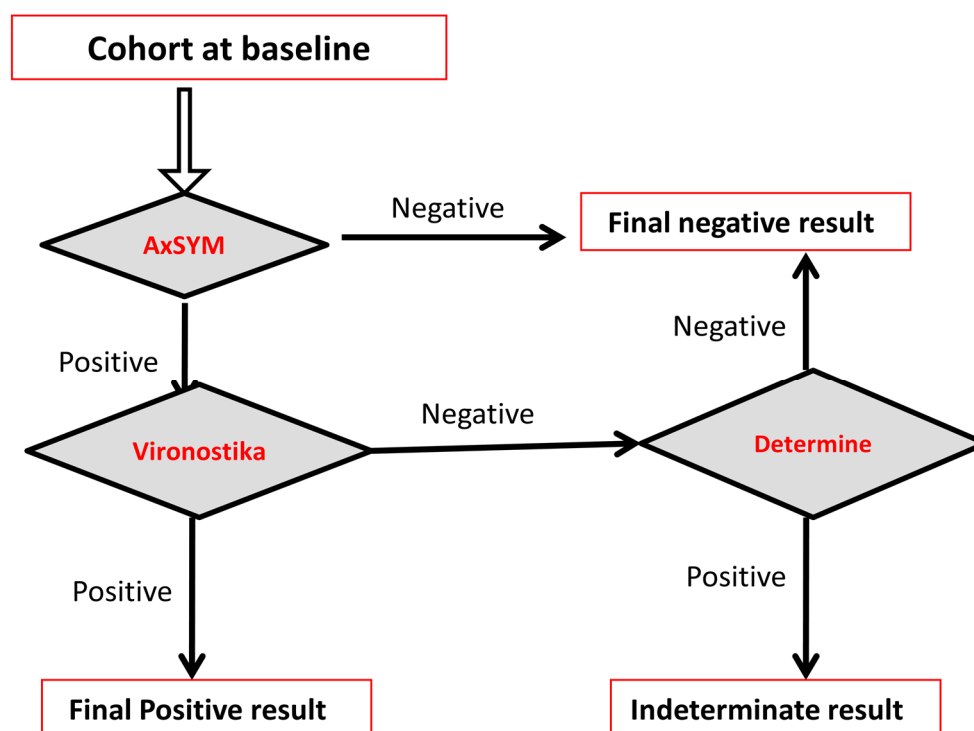 Cohort at baseline
Negative
Final negative result
AxSYM
Positive
Negative
Negative
Vironostika
Determine
Positive
Positive
Final Positive result
Indeterminate result